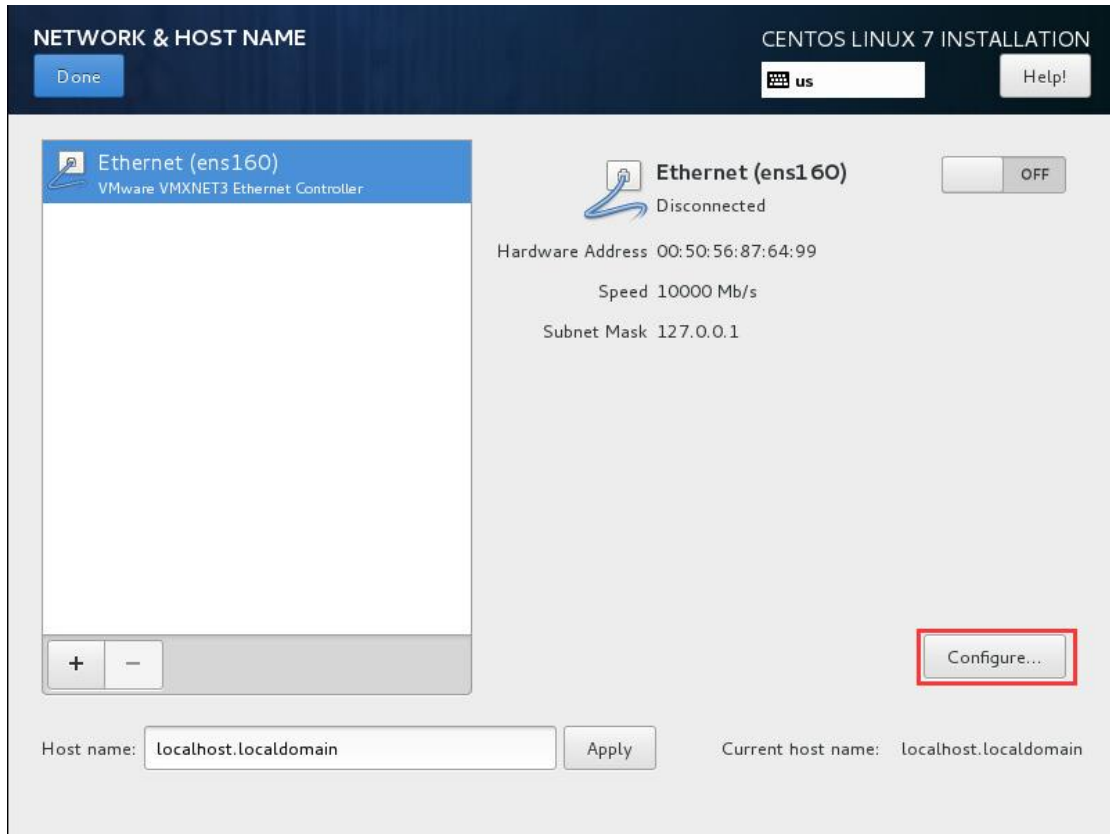 NETWORK & HOST NAME
CENTOS LINUX 7 INSTALLATION
Done
us
Help!
Ethernet (ens160)
VMware VMXNET3 Ethernet Controller
Ethernet (ens160)
OFF
Disconnected
Hardware Address 00:50:56:87:64:99
Speed 10000 Mb/s
Subnet Mask 127.0.0.1
+ −
Configure...
Host name: localhost.localdomain Apply Current host name: localhost.localdomain